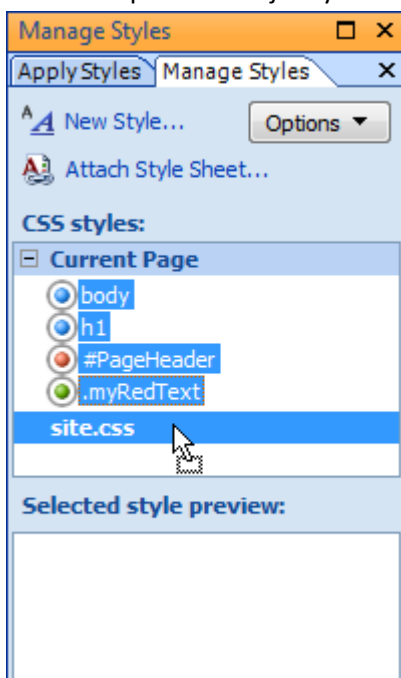 Manage Styles
Apply Styles Manage Styles
New Style... Options
Attach Style Sheet...
CSS styles:
Current Page
body
h1
#PageHeader
.myRedText
site.css
Selected style preview: